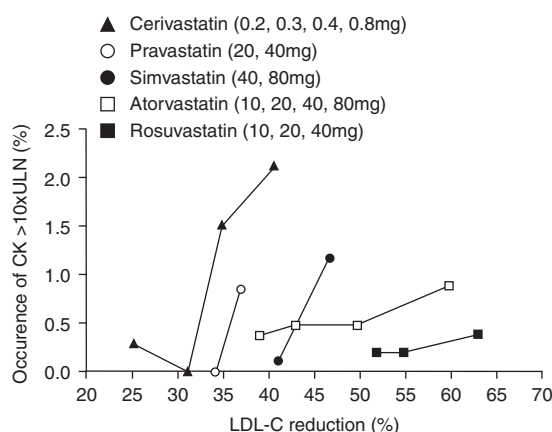 Cerivastatin (0.2, 0.3, 0.4, 0.8mg)
Pravastatin (20, 40mg)
Simvastatin (40, 80mg)
Atorvastatin (10, 20, 40, 80mg)
Rosuvastatin (10, 20, 40mg)
Occurence of CK >10xULN (%)
2.5
2.0
1.5
1.0
0.5
0.0
20 25 30 35 40 45 50 55 60 65 70
LDL-C reduction (%)